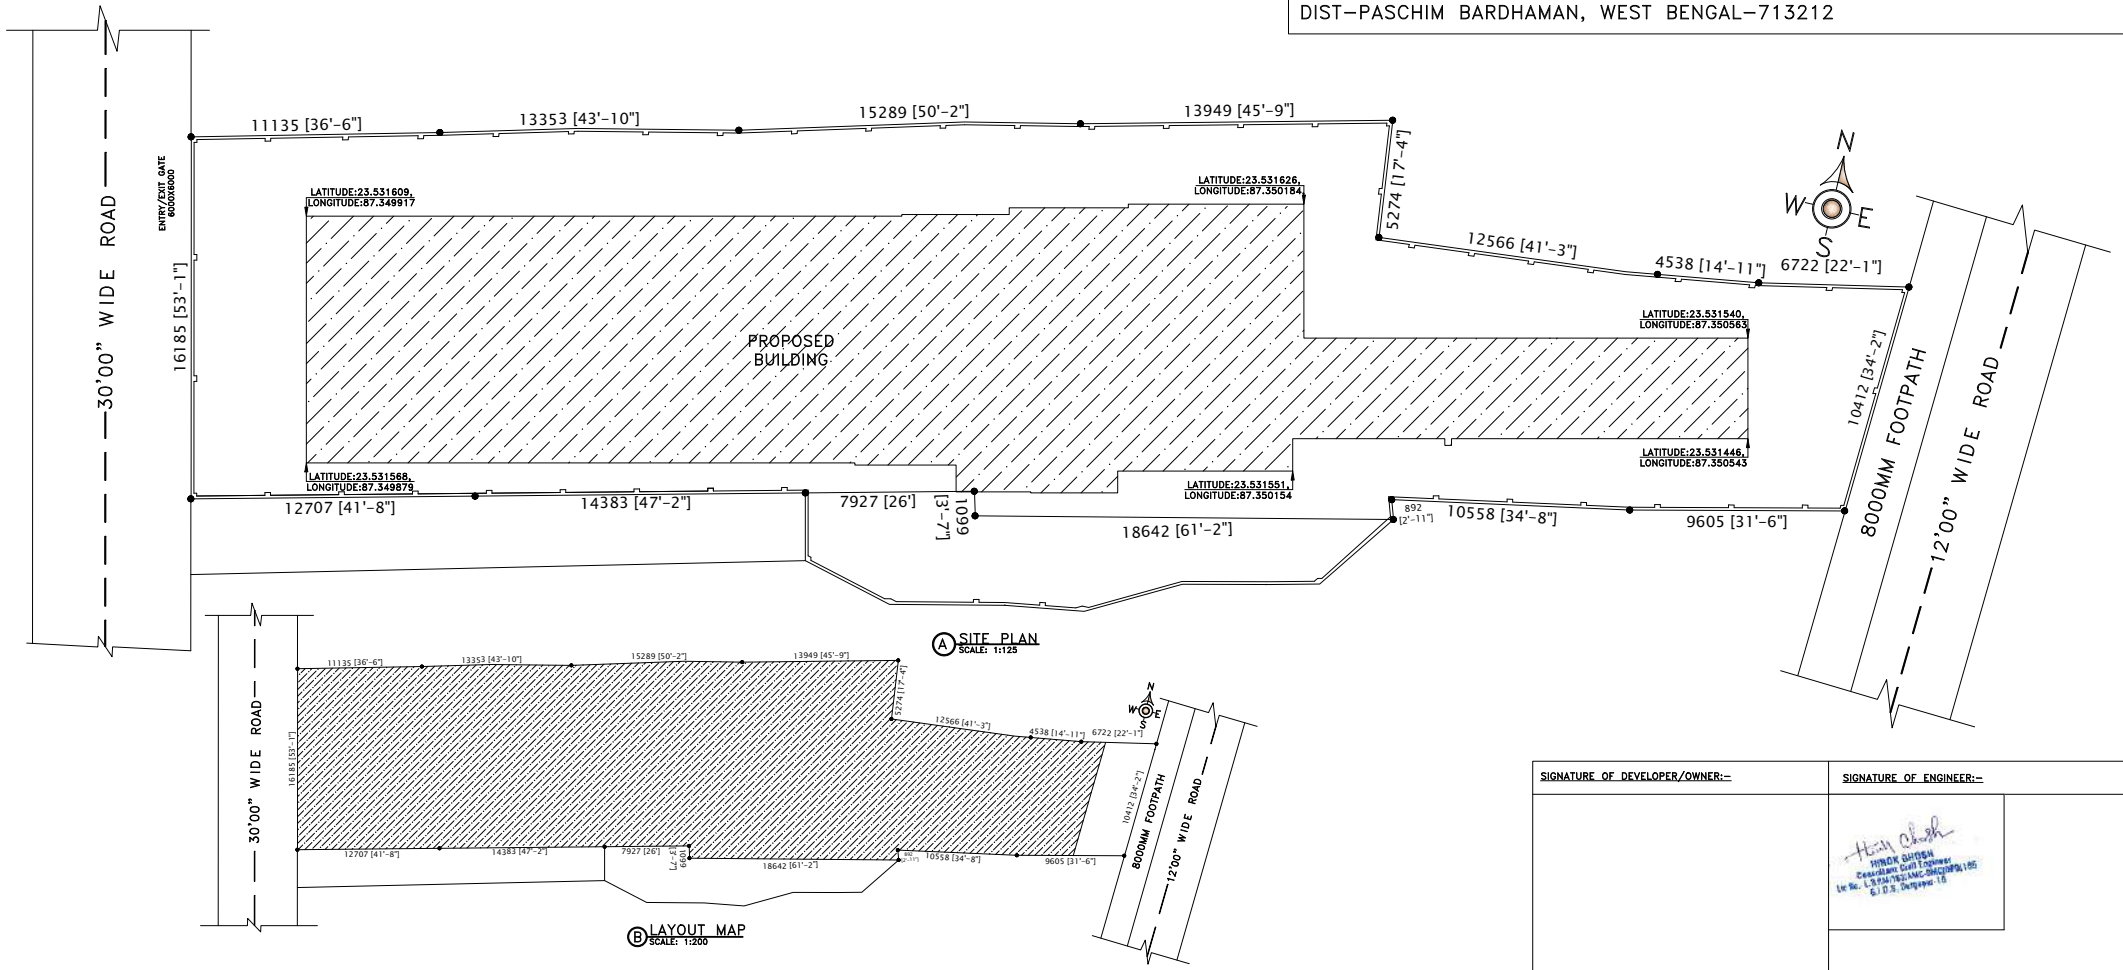 DIST-PASCHIM BARDHAMAN, WEST BENGAL-713212
30'00" WIDE ROAD
ENTRY/EXIT GATE
6000X6000
11135 [36'-6"]
13353 [43'-10"]
15289 [50'-2"]
13949 [45'-9"]
5274 [17'-4"]
12566 [41'-3"]
4538 [14'-11"]
6722 [22'-1"]
N
W
E
S
16185 [53'-1"]
LATITUDE:23.531609,
LONGITUDE:87.349917
LATITUDE:23.531626,
LONGITUDE:87.350184
LATITUDE:23.531540,
LONGITUDE:87.350563
PROPOSED
BUILDING
LATITUDE:23.531568,
LONGITUDE:87.349879
LATITUDE:23.531551,
LONGITUDE:87.350154
LATITUDE:23.531446,
LONGITUDE:87.350543
10412 [34'-2"]
8000MM FOOTPATH
12'00" WIDE ROAD
12707 [41'-8"]
14383 [47'-2"]
7927 [26']
1099
[3'-7"]
18642 [61'-2"]
892
[2'-11"]
10558 [34'-8"]
9605 [31'-6"]
A SITE PLAN
SCALE: 1:125
30'00" WIDE ROAD
11135 [36'-6"]
13353 [43'-10"]
15289 [50'-2"]
13949 [45'-9"]
5274 [17'-4"]
12566 [41'-3"]
4538 [14'-11"]
6722 [22'-1"]
N
W
E
S
16185 [53'-1"]
10412 [34'-2"]
8000MM FOOTPATH
12'00" WIDE ROAD
12707 [41'-8"]
14383 [47'-2"]
7927 [26']
1099
[3'-7"]
18642 [61'-2"]
892
[2'-11"]
10558 [34'-8"]
9605 [31'-6"]
B LAYOUT MAP
SCALE: 1:200
SIGNATURE OF DEVELOPER/OWNER:-
SIGNATURE OF ENGINEER:-
HIROK GHOSH
Consultant Civil Engineer